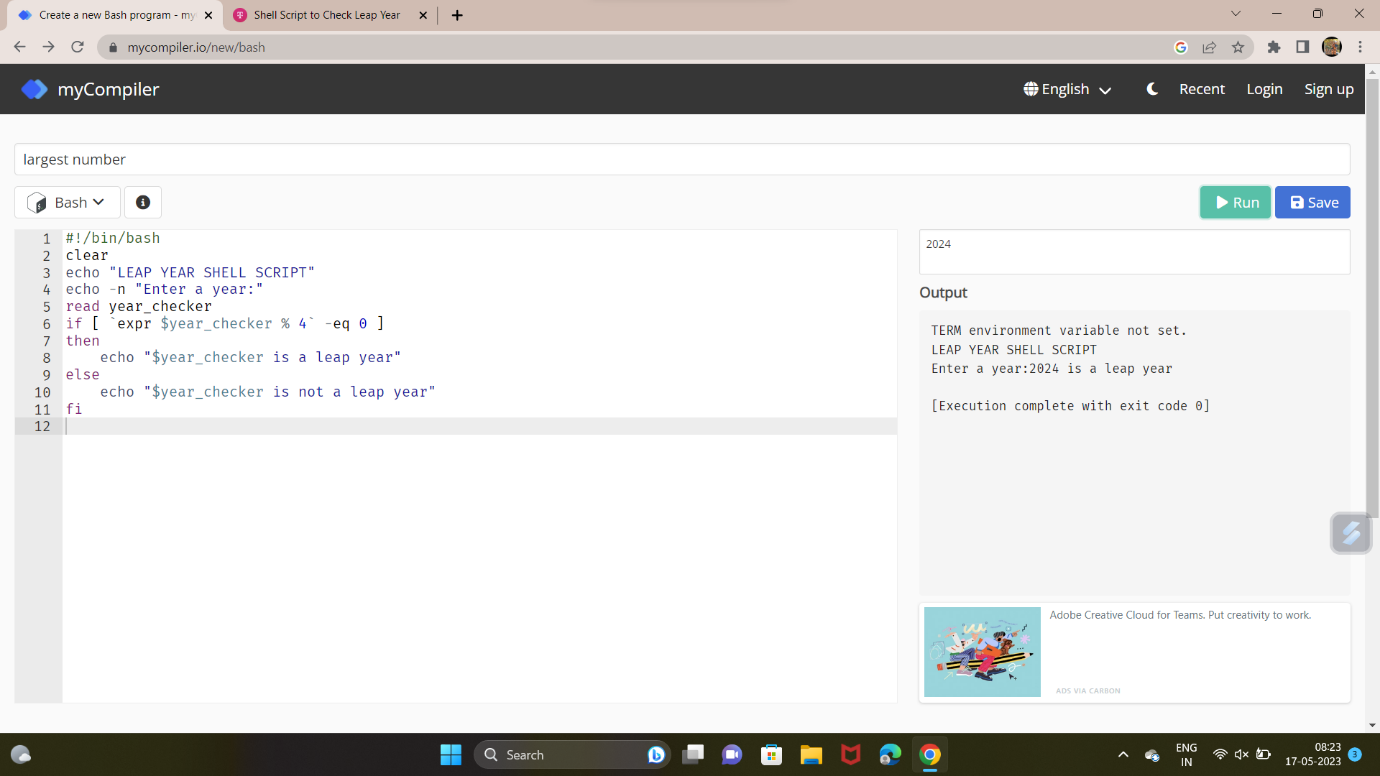 Create a new Bash program - my
Shell Script to Check Leap Year
mycompiler.io/new/bash
myCompiler
English
Recent
Login
Sign up
largest number
Bash
Run
Save
1 #!/bin/bash
2 clear
3 echo "LEAP YEAR SHELL SCRIPT"
4 echo -n "Enter a year:"
5 read year_checker
6 if [ `expr $year_checker % 4` -eq 0 ]
7 then
8     echo "$year_checker is a leap year"
9 else
10     echo "$year_checker is not a leap year"
11 fi
12
2024
Output
TERM environment variable not set.
LEAP YEAR SHELL SCRIPT
Enter a year:2024 is a leap year
[Execution complete with exit code 0]
Adobe Creative Cloud for Teams. Put creativity to work.
ADS VIA CARBON
Search
ENG
IN
08:23
17-05-2023
3